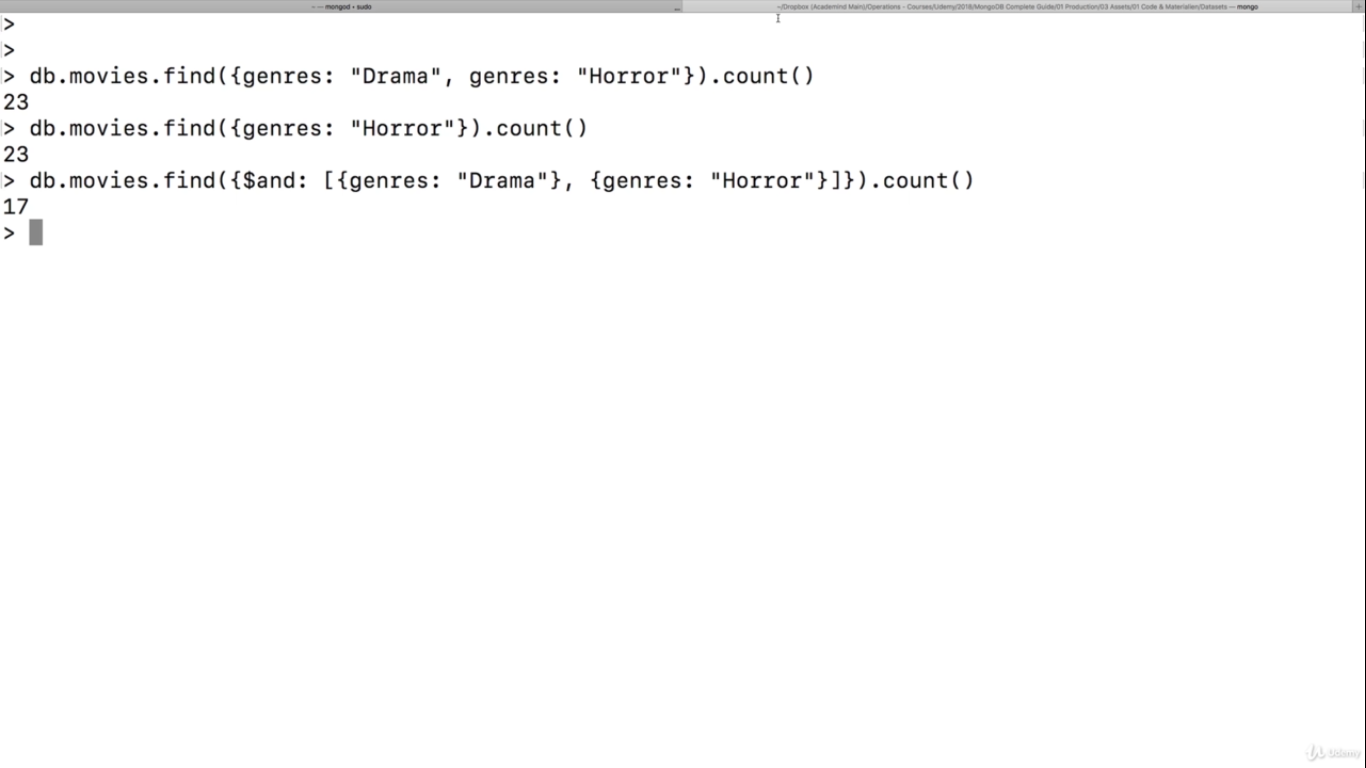 ~ — mongod • sudo
~/Dropbox (Academind Main)/Operations - Courses/Udemy/2018/MongoDB Complete Guide/01 Production/03 Assets/01 Code & Materialien/Datasets — mongo
>
>
> db.movies.find({genres: "Drama", genres: "Horror"}).count()
23
> db.movies.find({genres: "Horror"}).count()
23
> db.movies.find({$and: [{genres: "Drama"}, {genres: "Horror"}]}).count()
17
>
Udemy